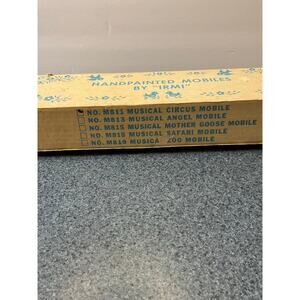 HANDPAINTED MOBILES
BY "IRMI"
NO. M811 MUSICAL CIRCUS MOBILE
NO. M813 MUSICAL ANGEL MOBILE
NO. M815 MUSICAL MOTHER GOOSE MOBILE
NO. M818 MUSICAL SAFARI MOBILE
NO. M819 MUSICA ZOO MOBILE